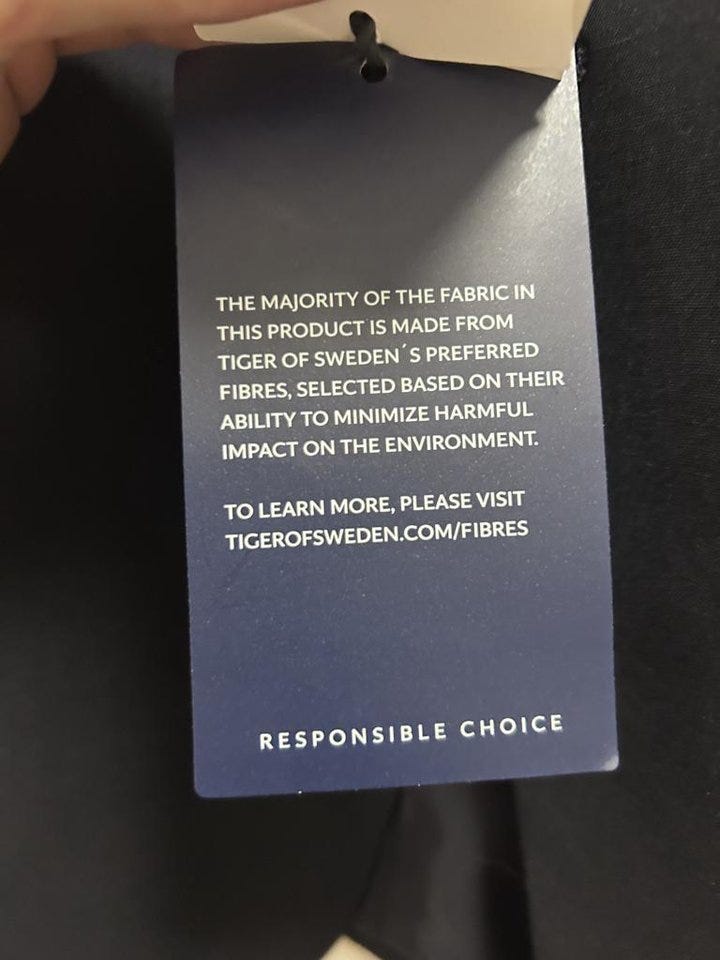 THE MAJORITY OF THE FABRIC IN
THIS PRODUCT IS MADE FROM
TIGER OF SWEDEN´S PREFERRED
FIBRES, SELECTED BASED ON THEIR
ABILITY TO MINIMIZE HARMFUL
IMPACT ON THE ENVIRONMENT.
TO LEARN MORE, PLEASE VISIT
TIGEROFSWEDEN.COM/FIBRES
RESPONSIBLE CHOICE